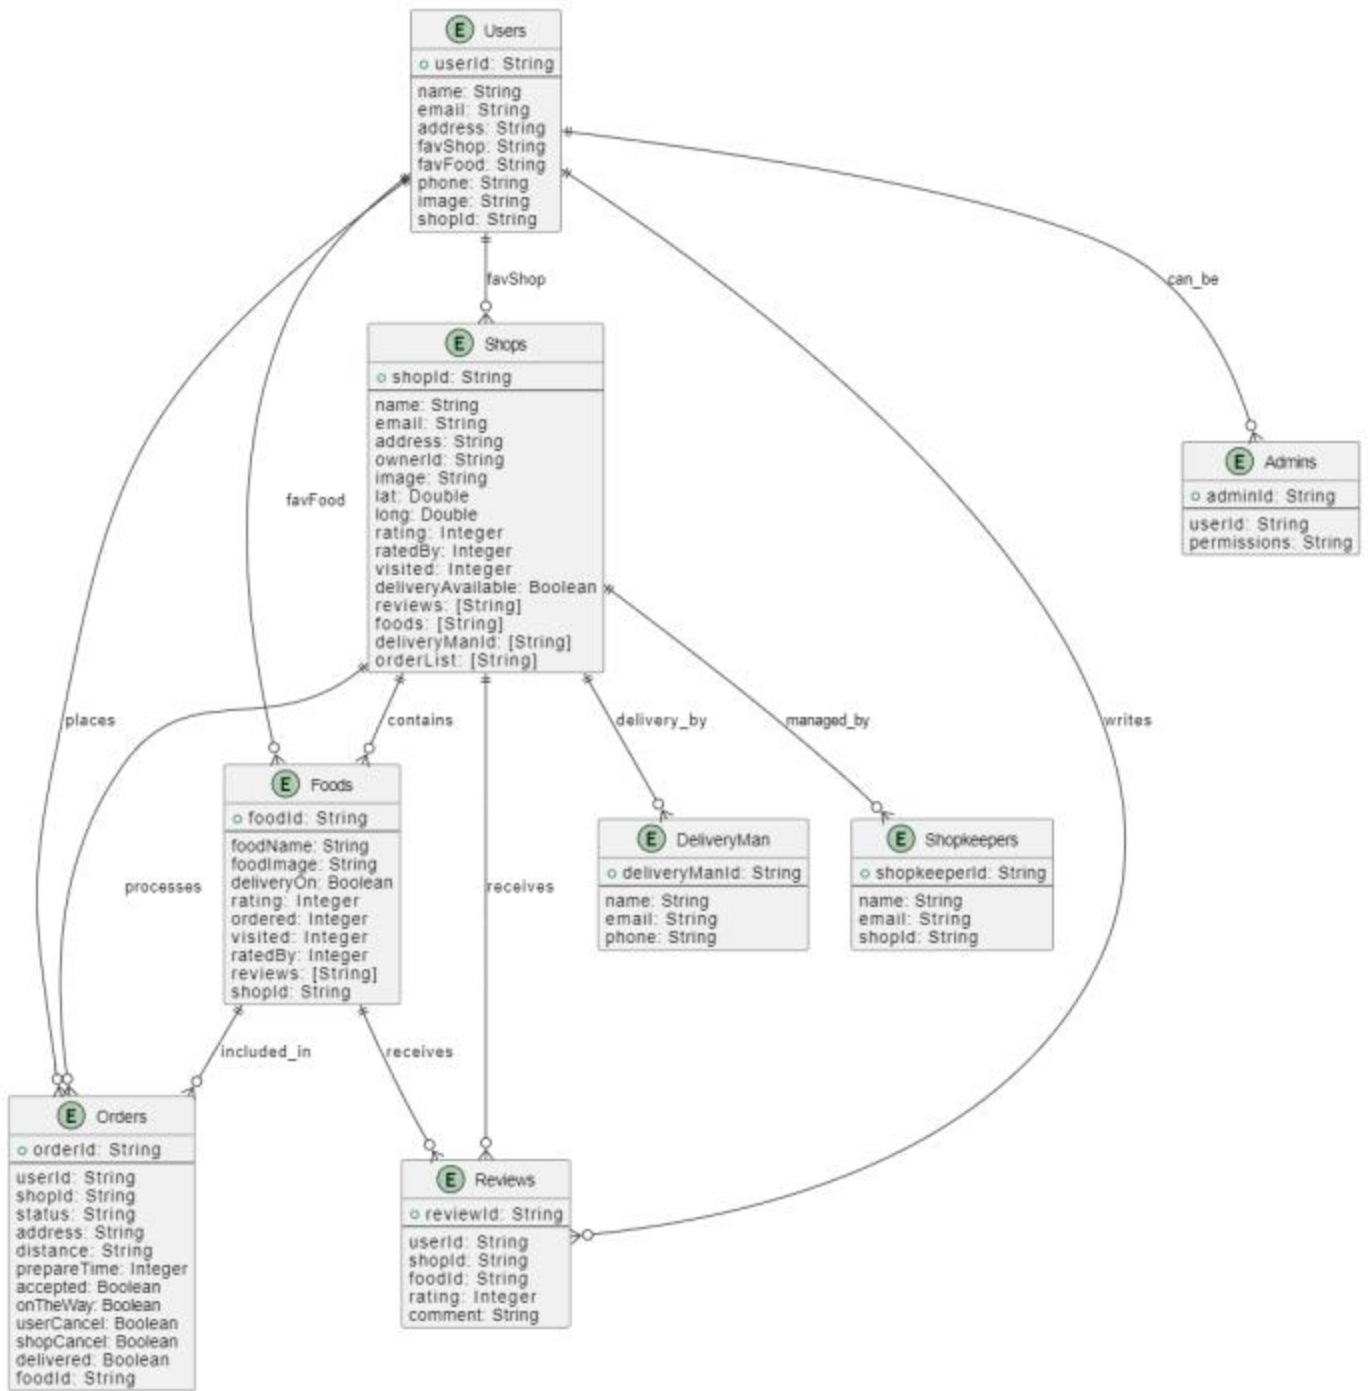 E Users
userId: String
name: String
email: String
address: String
favShop: String
favFood: String
phone: String
image: String
shopId: String
favShop
can_be
E Shops
shopId: String
name: String
email: String
address: String
ownerId: String
image: String
lat: Double
long: Double
rating: Integer
ratedBy: Integer
visited: Integer
deliveryAvailable: Boolean
reviews: [String]
foods: [String]
deliveryManId: [String]
orderList: [String]
favFood
E Admins
adminId: String
userId: String
permissions: String
places
contains
delivery_by
managed_by
writes
E Foods
foodId: String
foodName: String
foodImage: String
deliveryOn: Boolean
rating: Integer
ordered: Integer
visited: Integer
ratedBy: Integer
reviews: [String]
shopId: String
E DeliveryMan
deliveryManId: String
name: String
email: String
phone: String
E Shopkeepers
shopkeeperId: String
name: String
email: String
shopId: String
processes
receives
included_in
receives
E Orders
orderId: String
userId: String
shopId: String
status: String
address: String
distance: String
prepareTime: Integer
accepted: Boolean
onTheWay: Boolean
userCancel: Boolean
shopCancel: Boolean
delivered: Boolean
foodId: String
E Reviews
reviewId: String
userId: String
shopId: String
foodId: String
rating: Integer
comment: String